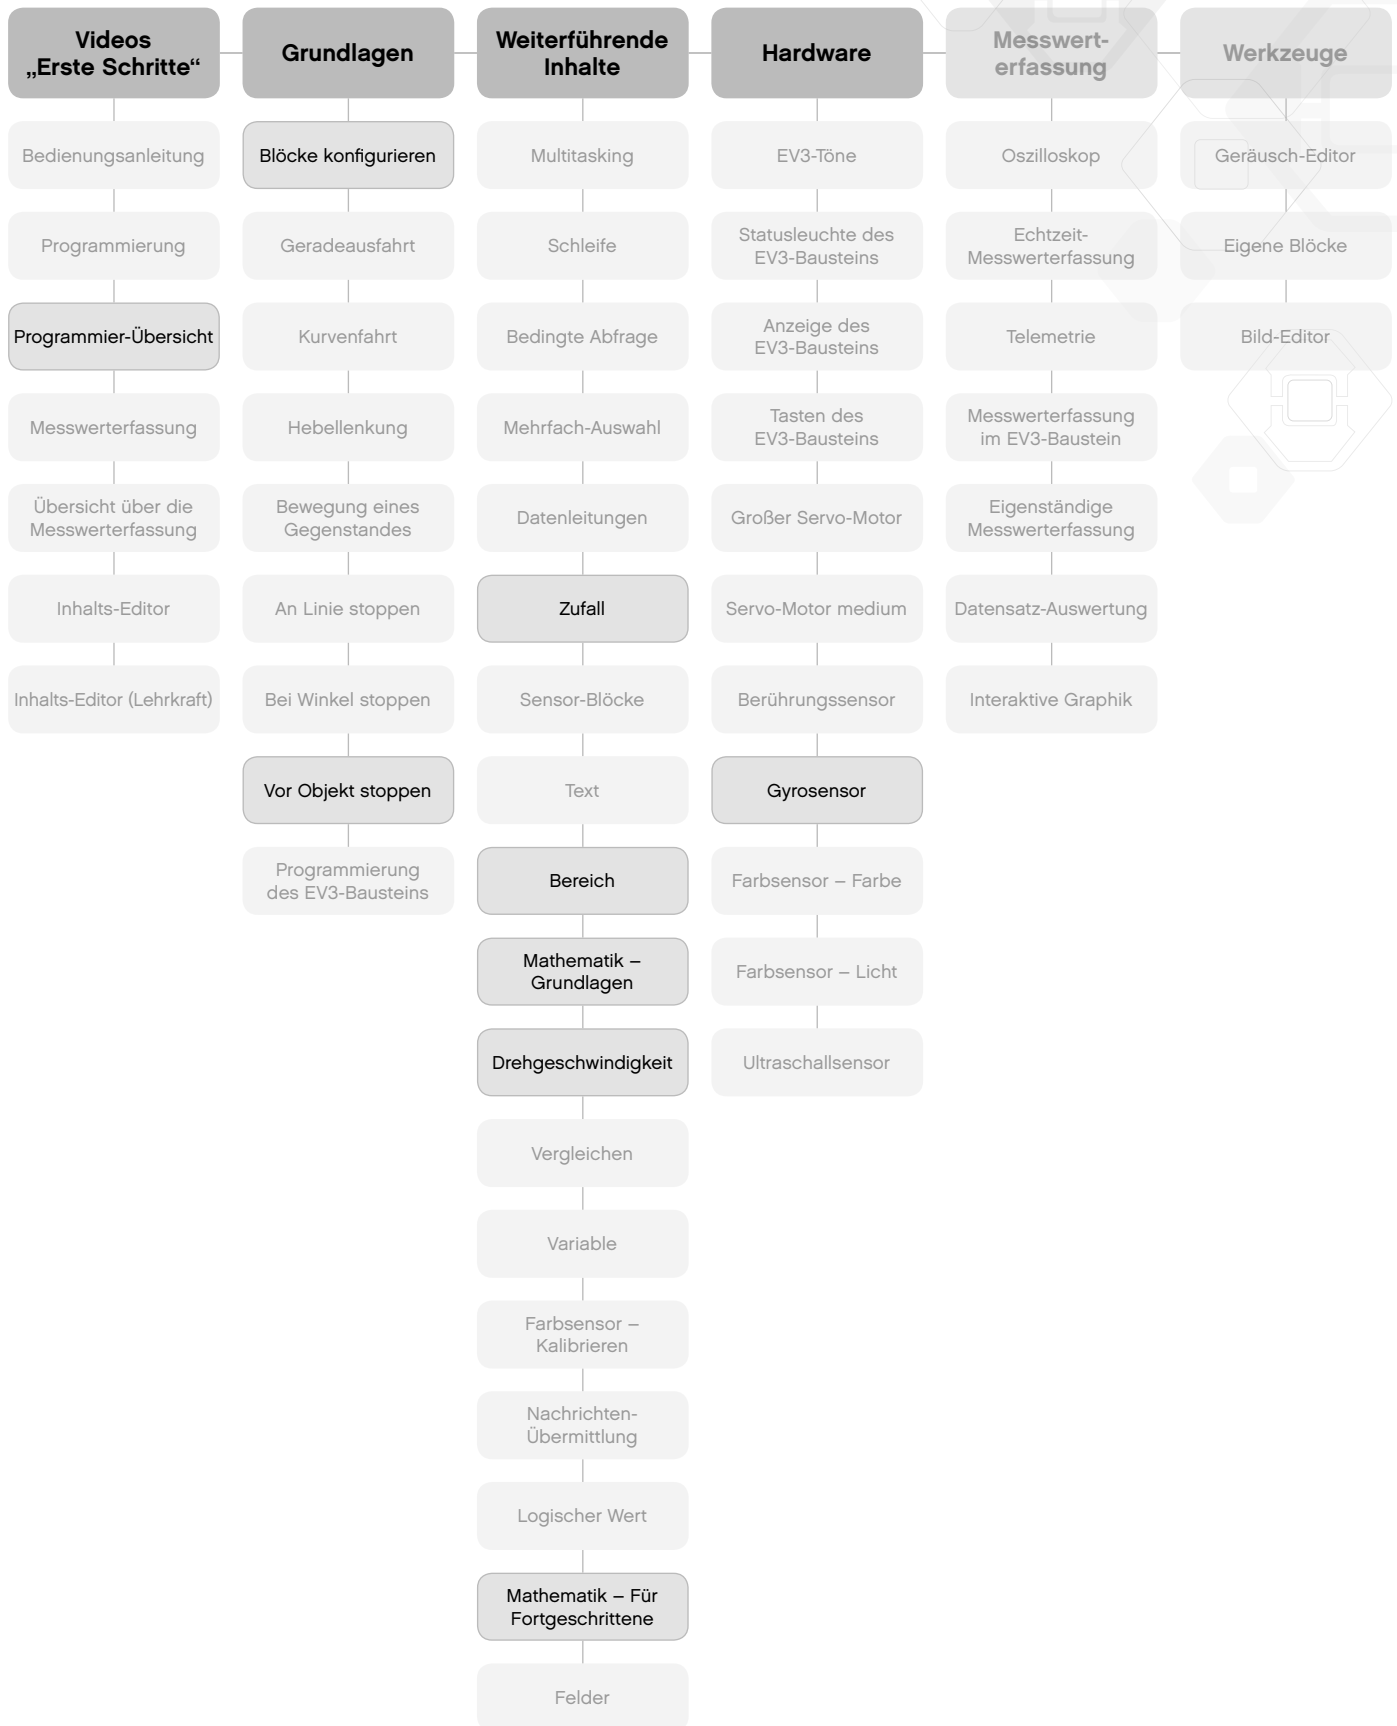 Videos
„Erste Schritte“
Bedienungsanleitung
Programmierung
Programmier-Übersicht
Messwerterfassung
Übersicht über die
Messwerterfassung
Inhalts-Editor
Inhalts-Editor (Lehrkraft)
Grundlagen
Blöcke konfigurieren
Geradeausfahrt
Kurvenfahrt
Hebellenkung
Bewegung eines
Gegenstandes
An Linie stoppen
Bei Winkel stoppen
Vor Objekt stoppen
Programmierung
des EV3-Bausteins
Weiterführende
Inhalte
Multitasking
Schleife
Bedingte Abfrage
Mehrfach-Auswahl
Datenleitungen
Zufall
Sensor-Blöcke
Text
Bereich
Mathematik –
Grundlagen
Drehgeschwindigkeit
Vergleichen
Variable
Farbsensor –
Kalibrieren
Nachrichten-
Übermittlung
Logischer Wert
Mathematik – Für
Fortgeschrittene
Felder
Hardware
EV3-Töne
Statusleuchte des
EV3-Bausteins
Anzeige des
EV3-Bausteins
Tasten des
EV3-Bausteins
Großer Servo-Motor
Servo-Motor medium
Berührungssensor
Gyrosensor
Farbsensor – Farbe
Farbsensor – Licht
Ultraschallsensor
Messwert-
erfassung
Oszilloskop
Echtzeit-
Messwerterfassung
Telemetrie
Messwerterfassung
im EV3-Baustein
Eigenständige
Messwerterfassung
Datensatz-Auswertung
Interaktive Graphik
Werkzeuge
Geräusch-Editor
Eigene Blöcke
Bild-Editor